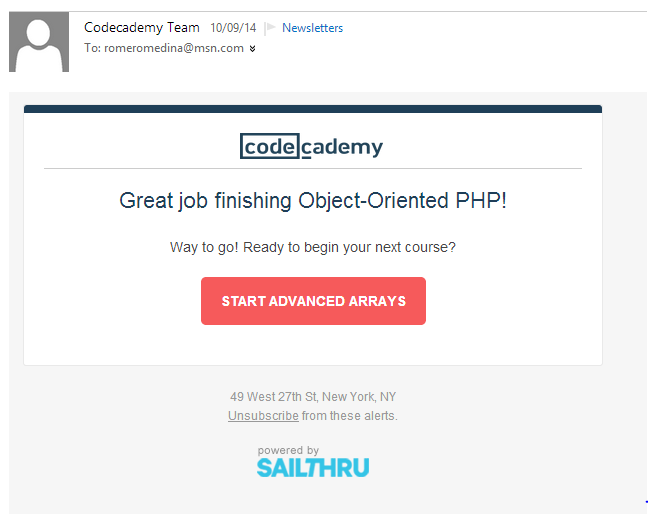 Codecademy Team 10/09/14 Newsletters
To: romeromedina@msn.com
codecademy
Great job finishing Object-Oriented PHP!
Way to go! Ready to begin your next course?
START ADVANCED ARRAYS
49 West 27th St, New York, NY
Unsubscribe from these alerts.
powered by
SAILTHRU